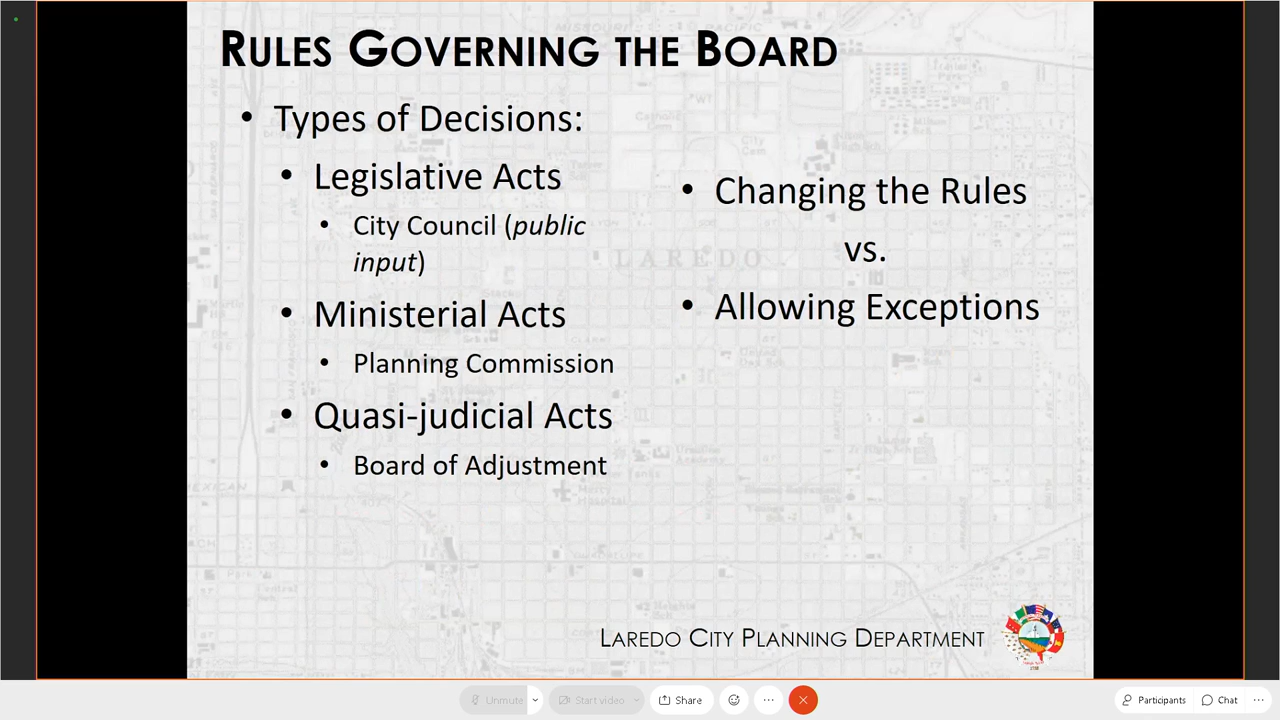 RULES GOVERNING THE BOARD
• Types of Decisions:
• Legislative Acts
• City Council (public
input)
• Ministerial Acts
• Planning Commission
• Quasi-judicial Acts
• Board of Adjustment
• Changing the Rules
vs.
• Allowing Exceptions
LAREDO
LAREDO CITY PLANNING DEPARTMENT
Unmute
Start video
Share
Participants
Chat